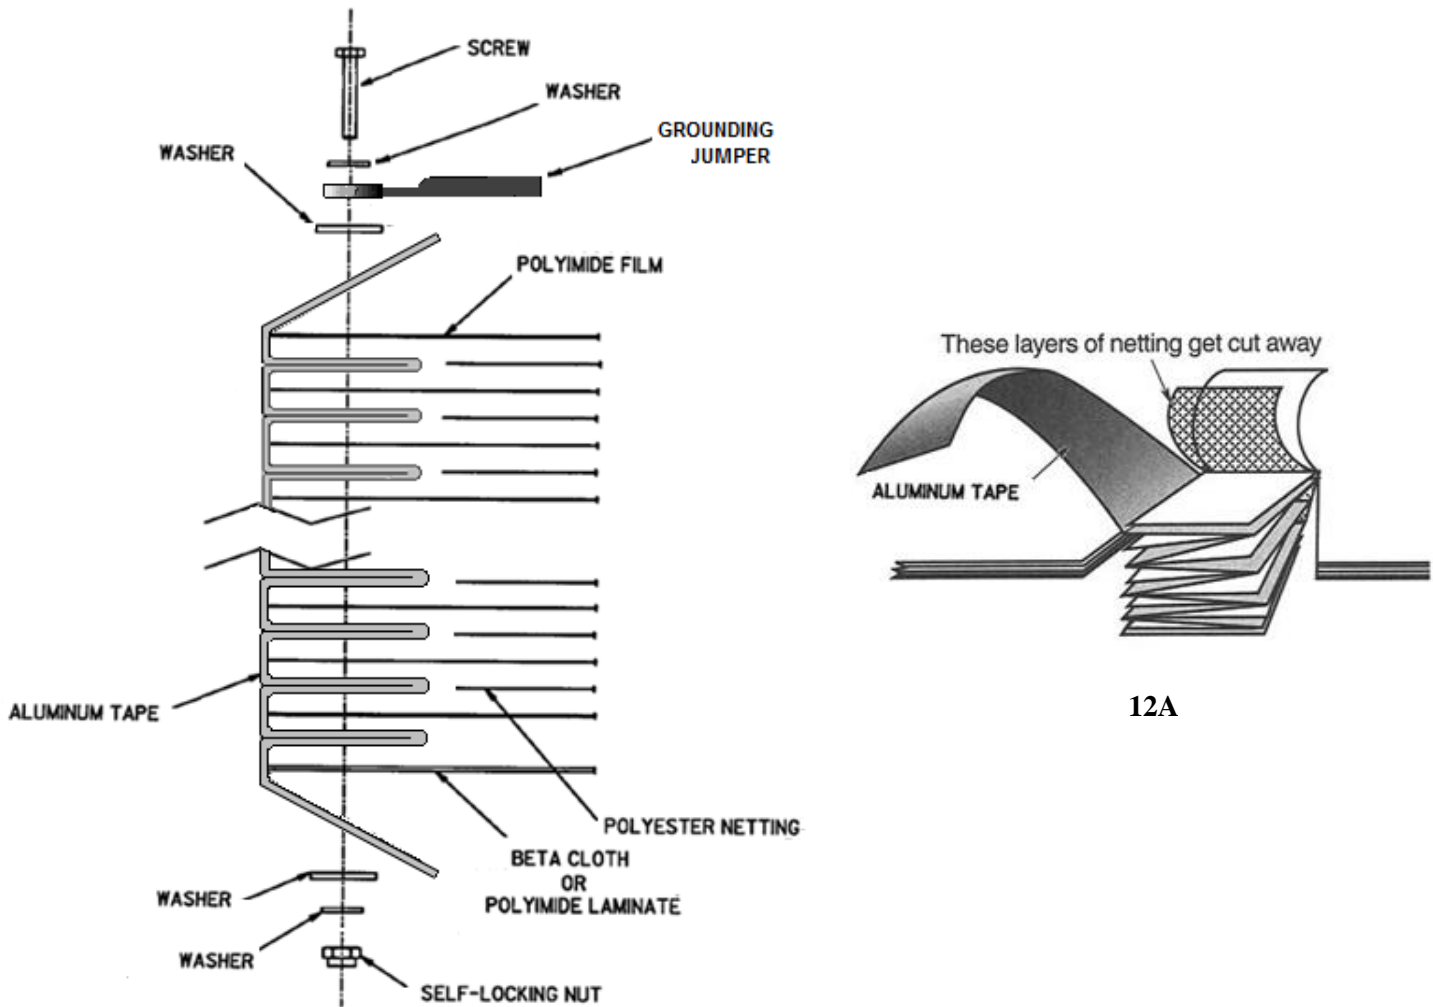 SCREW
WASHER
GROUNDING
JUMPER
WASHER
POLYIMIDE FILM
These layers of netting get cut away
ALUMINUM TAPE
ALUMINUM TAPE
12A
POLYESTER NETTING
BETA CLOTH
OR
POLYIMIDE LAMINATE
WASHER
WASHER
SELF-LOCKING NUT